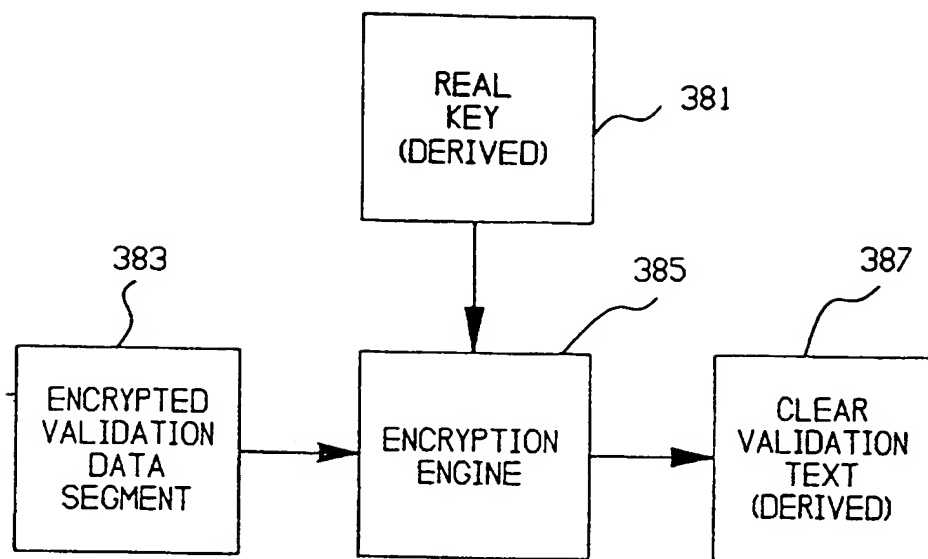 REAL
KEY
(DERIVED)
381
383
385
387
ENCRYPTED
VALIDATION
DATA
SEGMENT
ENCRYPTION
ENGINE
CLEAR
VALIDATION
TEXT
(DERIVED)